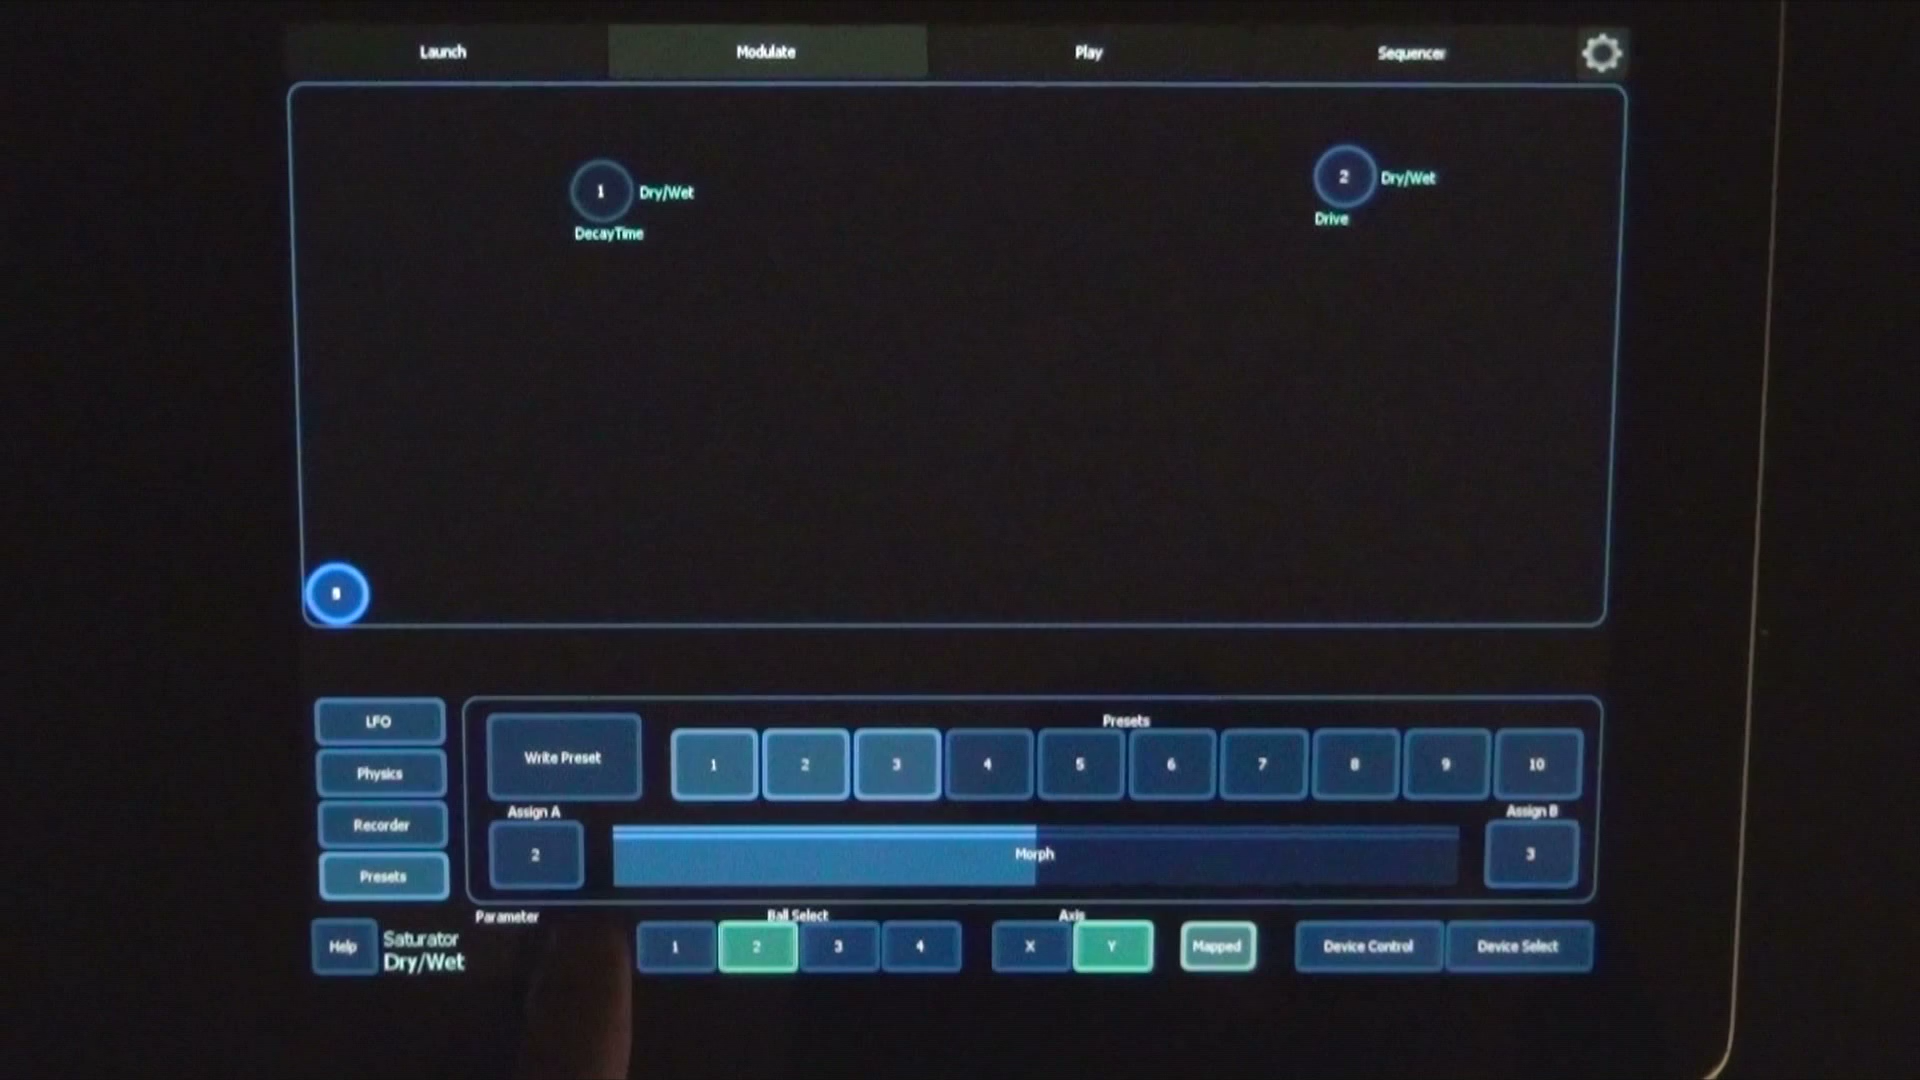 Launch
Modulate
Play
Sequencer
1
Dry/Wet
DecayTime
2
Dry/Wet
Drive
LFO
Physics
Recorder
Presets
Write Preset
Presets
1
2
3
4
5
6
7
8
9
10
Assign A
2
Morph
Assign B
3
Help
Parameter
Saturator
Dry/Wet
Ball Select
1
2
3
4
Axis
X
Y
Mapped
Device Control
Device Select